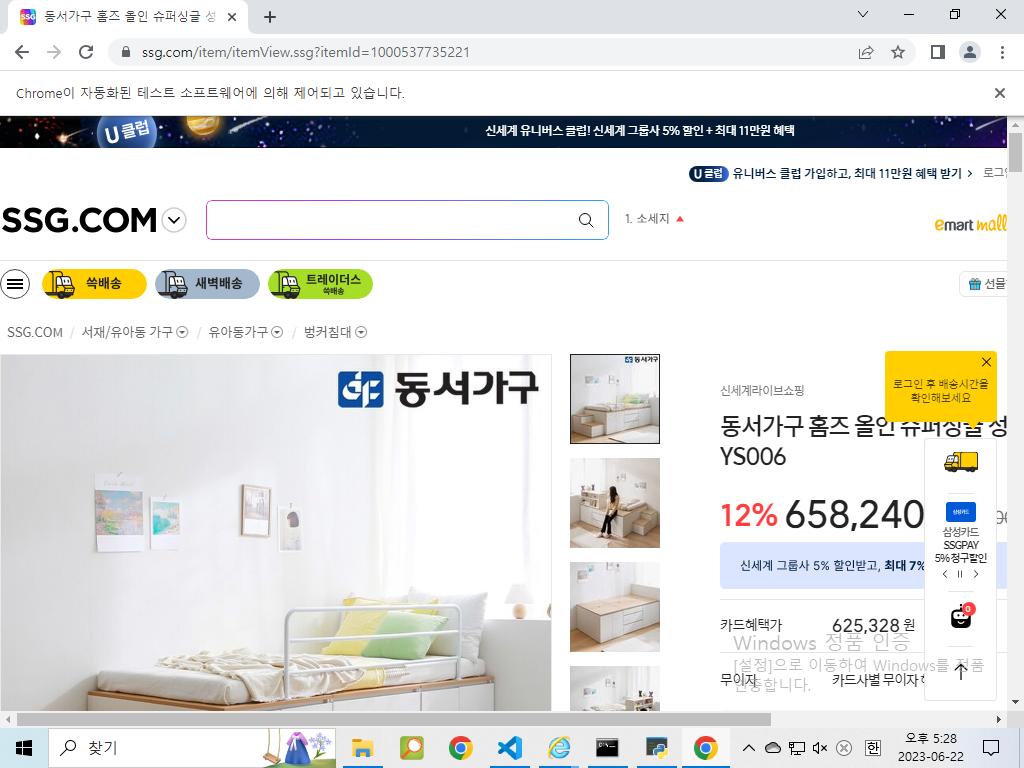 동서가구 홈즈 올인 슈퍼싱글 성
ssg.com/item/itemView.ssg?itemId=1000537735221
Chrome이 자동화된 테스트 소프트웨어에 의해 제어되고 있습니다.
U 클럽
신세계 유니버스 클럽! 신세계 그룹사 5% 할인 + 최대 11만원 혜택
U 클럽 유니버스 클럽 가입하고, 최대 11만원 혜택 받기 > 로그인
SSG.COM
1. 소세지
emart mall
쓱배송
새벽배송
트레이더스
쓱배송
선물
SSG.COM / 서재/유아동 가구 / 유아동가구 / 벙커침대
동서가구
동서가구
신세계라이브쇼핑
로그인 후 배송시간을
확인해보세요
동서가구 홈즈 올인 슈퍼싱글 성
YS006
12% 658,240
신세계 그룹사 5% 할인받고, 최대 7%
삼성카드
삼성카드
SSGPAY
5% 청구할인
0
카드혜택가 625,328 원
무이자 카드사별 무이자
Windows 정품 인증
[설정]으로 이동하여 Windows를 정품
인증합니다.
찾기
한
오후 5:28
2023-06-22